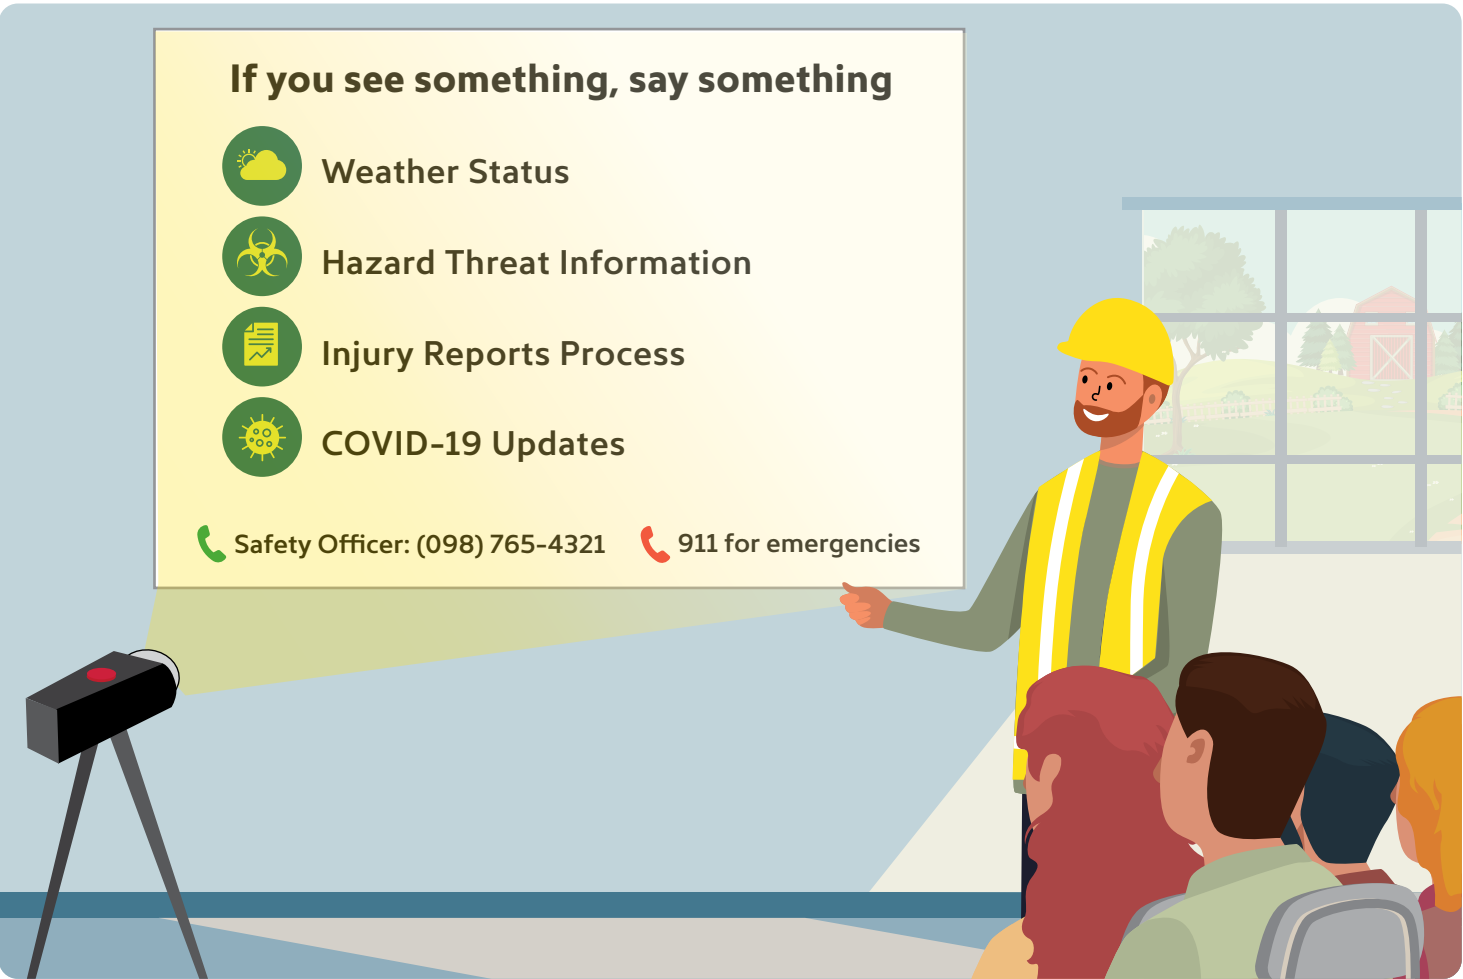 If you see something, say something
Weather Status
Hazard Threat Information
Injury Reports Process
COVID-19 Updates
Safety Officer: (098) 765-4321
911 for emergencies